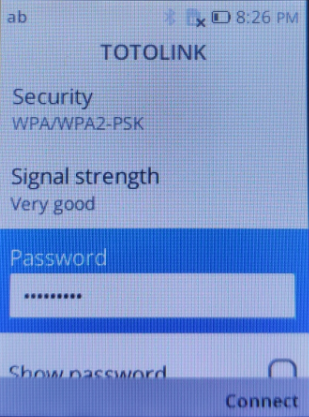 ab 8:26 PM
TOTOLINK
Security
WPA/WPA2-PSK
Signal strength
Very good
Password
•••••••••
Show password
Connect